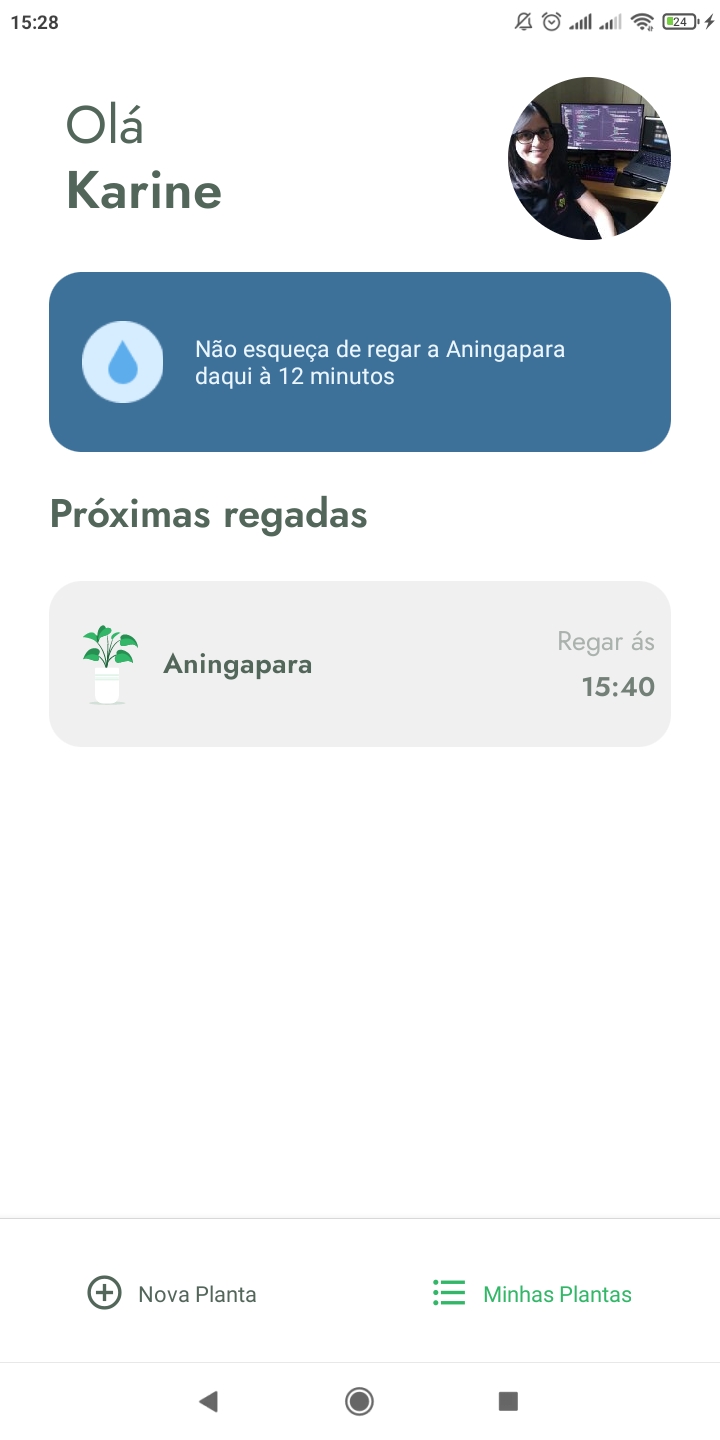 15:28
24
Olá
Karine
Não esqueça de regar a Aningapara
daqui à 12 minutos
Próximas regadas
Aningapara
Regar ás
15:40
Nova Planta
Minhas Plantas